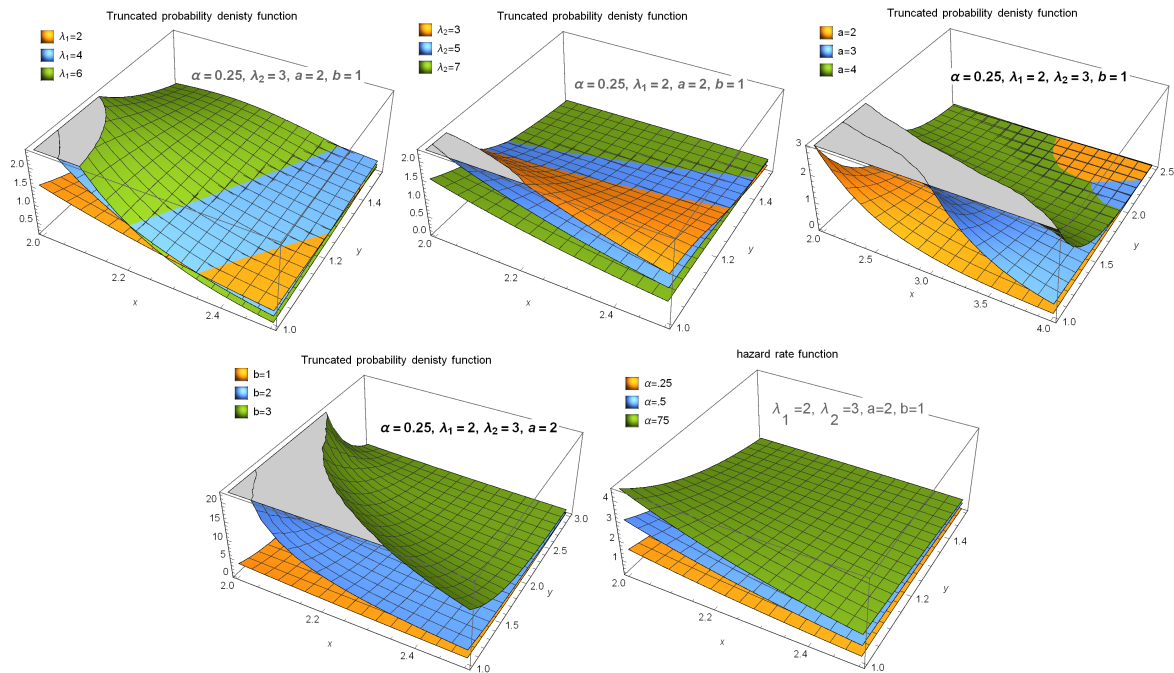 Truncated probability denisty function
λ₁=2
λ₁=4
λ₁=6
α = 0.25, λ₂ = 3, a = 2, b = 1
2.0
1.5
1.0
0.5
2.0
2.2
2.4
x
1.0
1.2
1.4
y
Truncated probability denisty function
λ₂=3
λ₂=5
λ₂=7
α = 0.25, λ₁ = 2, a = 2, b = 1
2.0
1.5
1.0
0.5
0.0
2.0
2.2
2.4
x
1.0
1.2
1.4
y
Truncated probability denisty function
a=2
a=3
a=4
α = 0.25, λ₁ = 2, λ₂ = 3, b = 1
3
2
1
0
2.0
2.5
3.0
3.5
4.0
x
1.0
1.5
2.0
2.5
y
Truncated probability denisty function
b=1
b=2
b=3
α = 0.25, λ₁ = 2, λ₂ = 3, a = 2
20
15
10
5
0
2.0
2.2
2.4
x
1.0
1.5
2.0
2.5
3.0
y
hazard rate function
α=.25
α=.5
α=75
λ₁=2, λ₂=3, a=2, b=1
4
3
2
1
2.0
2.2
2.4
x
1.0
1.2
1.4
y